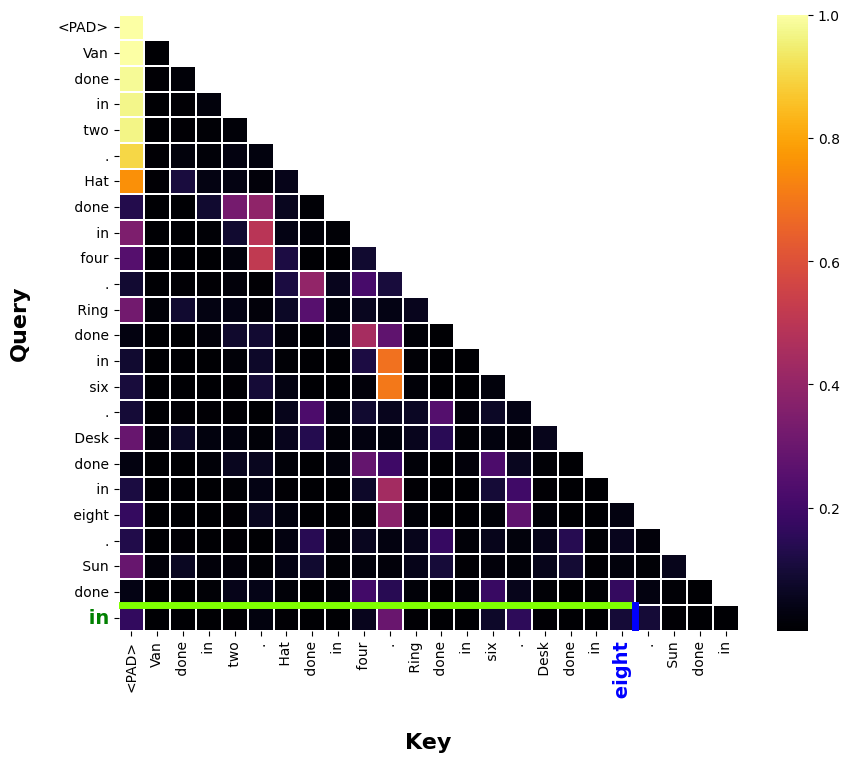 <PAD>
Van
done
in
two
.
Hat
done
in
four
.
Ring
done
in
six
.
Desk
done
in
eight
.
Sun
done
in
Query
<PAD>
Van
done
in
two
.
Hat
done
in
four
.
Ring
done
in
six
.
Desk
done
in
eight
.
Sun
done
in
Key
1.0
0.8
0.6
0.4
0.2